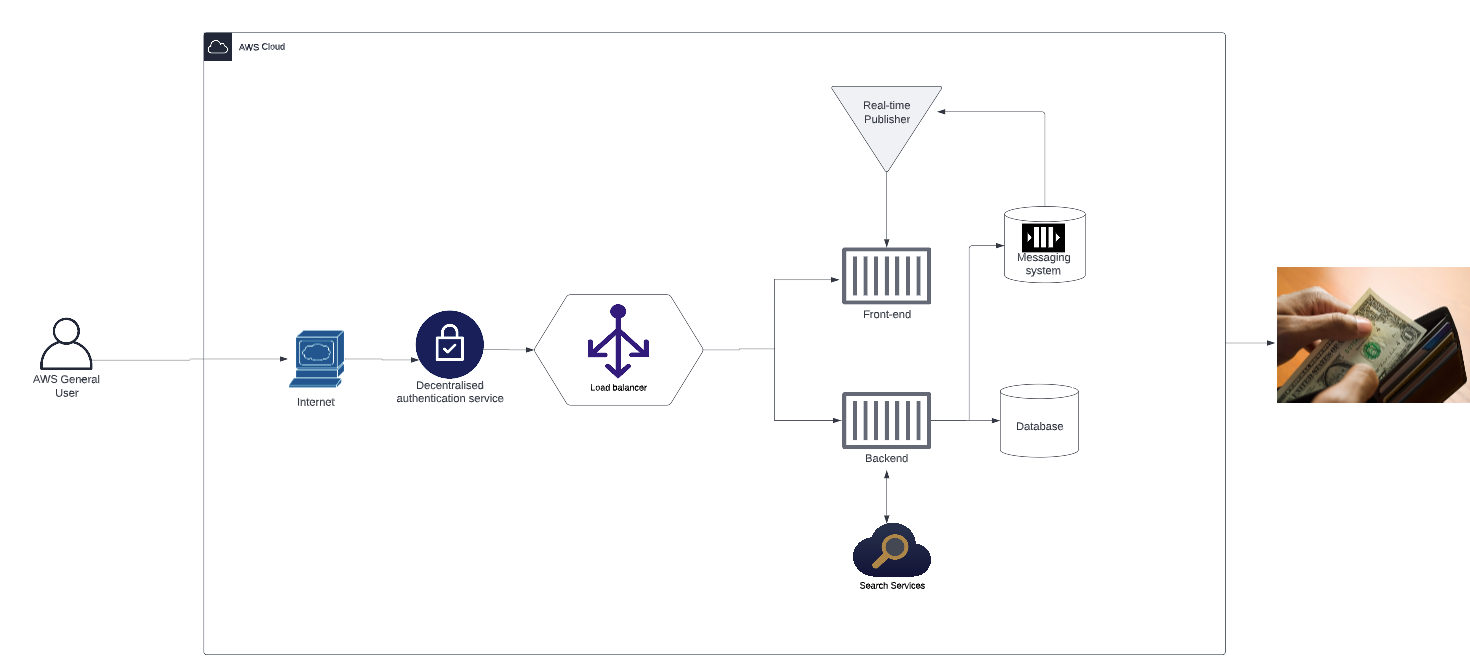 AWS Cloud
Real-time
Publisher
Messaging
system
Front-end
AWS General
User
Internet
Decentralised
authentication service
Load balancer
Backend
Database
Search Services